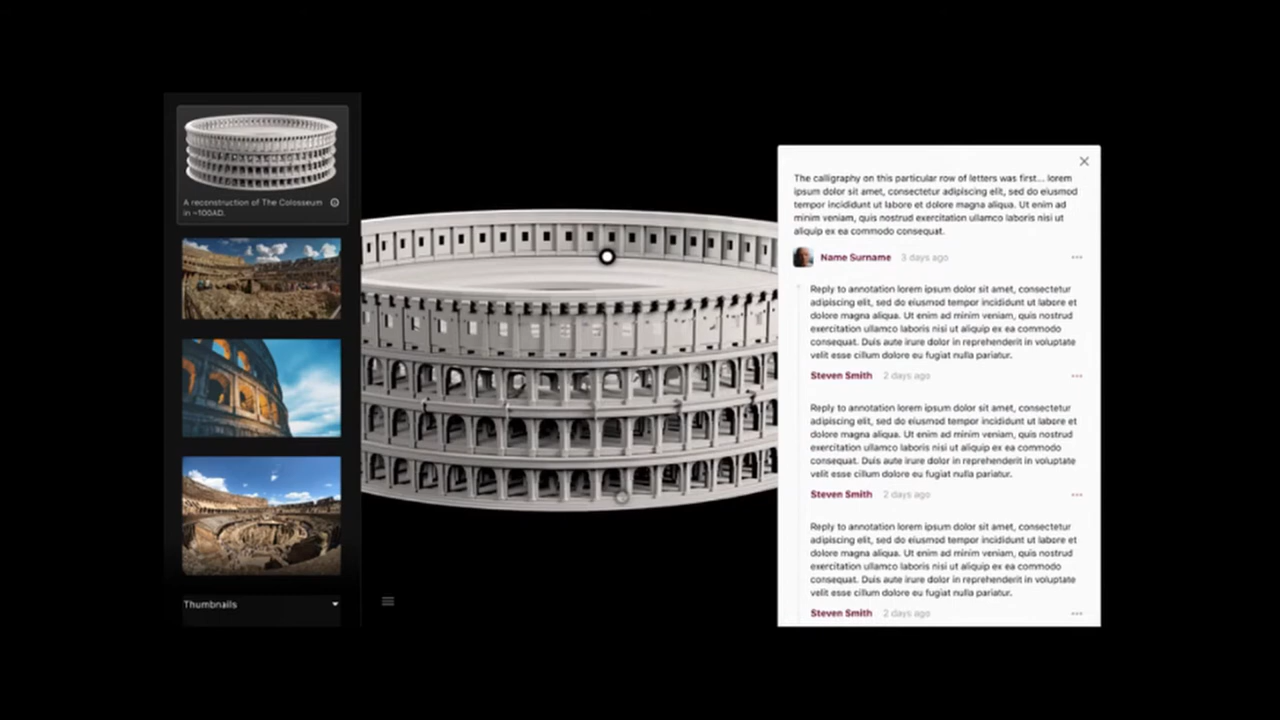 A reconstruction of The Colosseum
in ~100AD.
Thumbnails
The calligraphy on this particular row of letters was first... lorem
ipsum dolor sit amet, consectetur adipiscing elit, sed do eiusmod
tempor incididunt ut labore et dolore magna aliqua. Ut enim ad
minim veniam, quis nostrud exercitation ullamco laboris nisi ut
aliquip ex ea commodo consequat.
Name Surname 3 days ago
Reply to annotation lorem ipsum dolor sit amet, consectetur
adipiscing elit, sed do eiusmod tempor incididunt ut labore et
dolore magna aliqua. Ut enim ad minim veniam, quis nostrud
exercitation ullamco laboris nisi ut aliquip ex ea commodo
consequat. Duis aute irure dolor in reprehenderit in voluptate
velit esse cillum dolore eu fugiat nulla pariatur.
Steven Smith 2 days ago
Reply to annotation lorem ipsum dolor sit amet, consectetur
adipiscing elit, sed do eiusmod tempor incididunt ut labore et
dolore magna aliqua. Ut enim ad minim veniam, quis nostrud
exercitation ullamco laboris nisi ut aliquip ex ea commodo
consequat. Duis aute irure dolor in reprehenderit in voluptate
velit esse cillum dolore eu fugiat nulla pariatur.
Steven Smith 2 days ago
Reply to annotation lorem ipsum dolor sit amet, consectetur
adipiscing elit, sed do eiusmod tempor incididunt ut labore et
dolore magna aliqua. Ut enim ad minim veniam, quis nostrud
exercitation ullamco laboris nisi ut aliquip ex ea commodo
consequat. Duis aute irure dolor in reprehenderit in voluptate
velit esse cillum dolore eu fugiat nulla pariatur.
Steven Smith 2 days ago